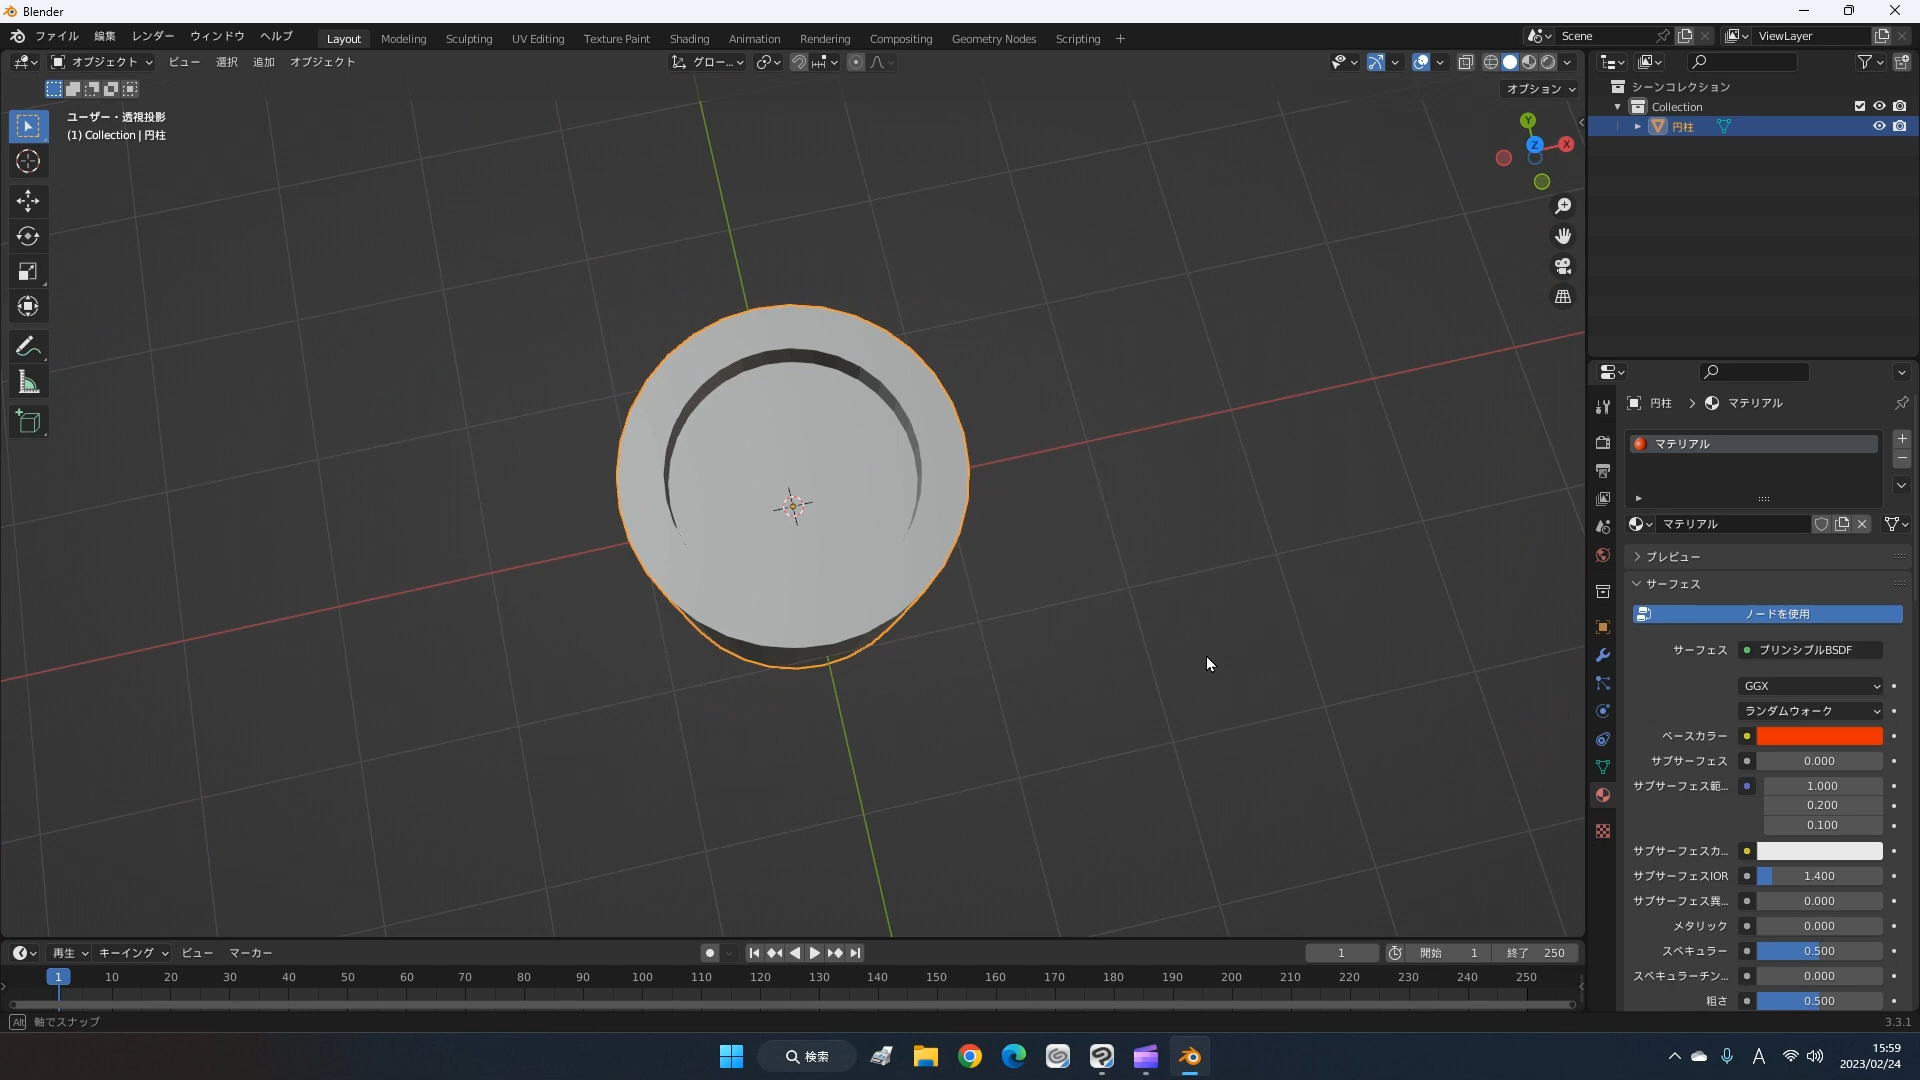 Blender
ファイル 編集 レンダー ウィンドウ ヘルプ Layout Modeling Sculpting UV Editing Texture Paint Shading Animation Rendering Compositing Geometry Nodes Scripting + Scene ViewLayer
オブジェクト ビュー 選択 追加 オブジェクト グロー...
オプション
ユーザー・透視投影
(1) Collection | 円柱
Y
Z
X
シーンコレクション
Collection
円柱
円柱 > マテリアル
マテリアル
マテリアル
プレビュー
サーフェス
ノードを使用
サーフェス プリンシプルBSDF
GGX
ランダムウォーク
ベースカラー
サブサーフェス 0.000
サブサーフェス範... 1.000
0.200
0.100
サブサーフェスカ...
サブサーフェスIOR 1.400
サブサーフェス異... 0.000
メタリック 0.000
スペキュラー 0.500
スペキュラーチン... 0.000
粗さ 0.500
再生 キーイング ビュー マーカー 1 開始 1 終了 250
1 10 20 30 40 50 60 70 80 90 100 110 120 130 140 150 160 170 180 190 200 210 220 230 240 250
Alt 軸でスナップ
3.3.1
検索
A
15:59
2023/02/24